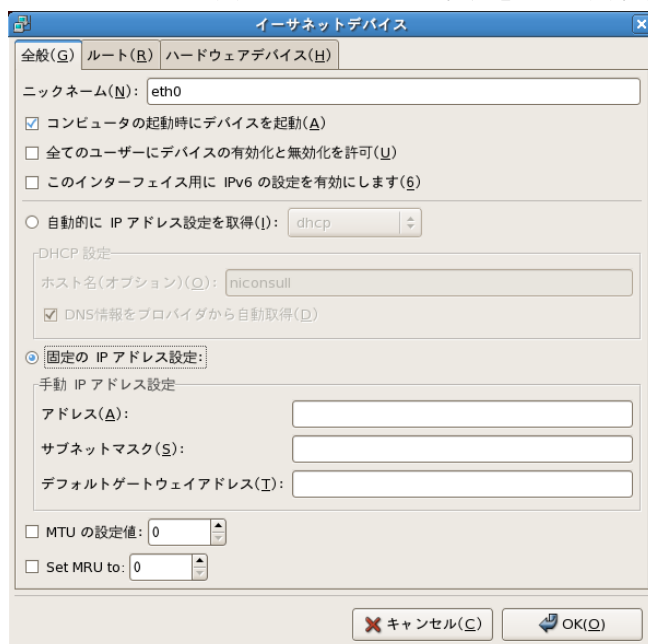 イーサネットデバイス
全般(G) ルート(R) ハードウェアデバイス(H)
ニックネーム(N): eth0
コンピュータの起動時にデバイスを起動(A)
全てのユーザーにデバイスの有効化と無効化を許可(U)
このインターフェイス用に IPv6 の設定を有効にします(6)
自動的に IP アドレス設定を取得(I): dhcp
DHCP 設定
ホスト名(オプション)(O): niconsull
DNS情報をプロバイダから自動取得(D)
固定の IP アドレス設定:
手動 IP アドレス設定
アドレス(A):
サブネットマスク(S):
デフォルトゲートウェイアドレス(T):
MTU の設定値: 0
Set MRU to: 0
キャンセル(C) OK(O)